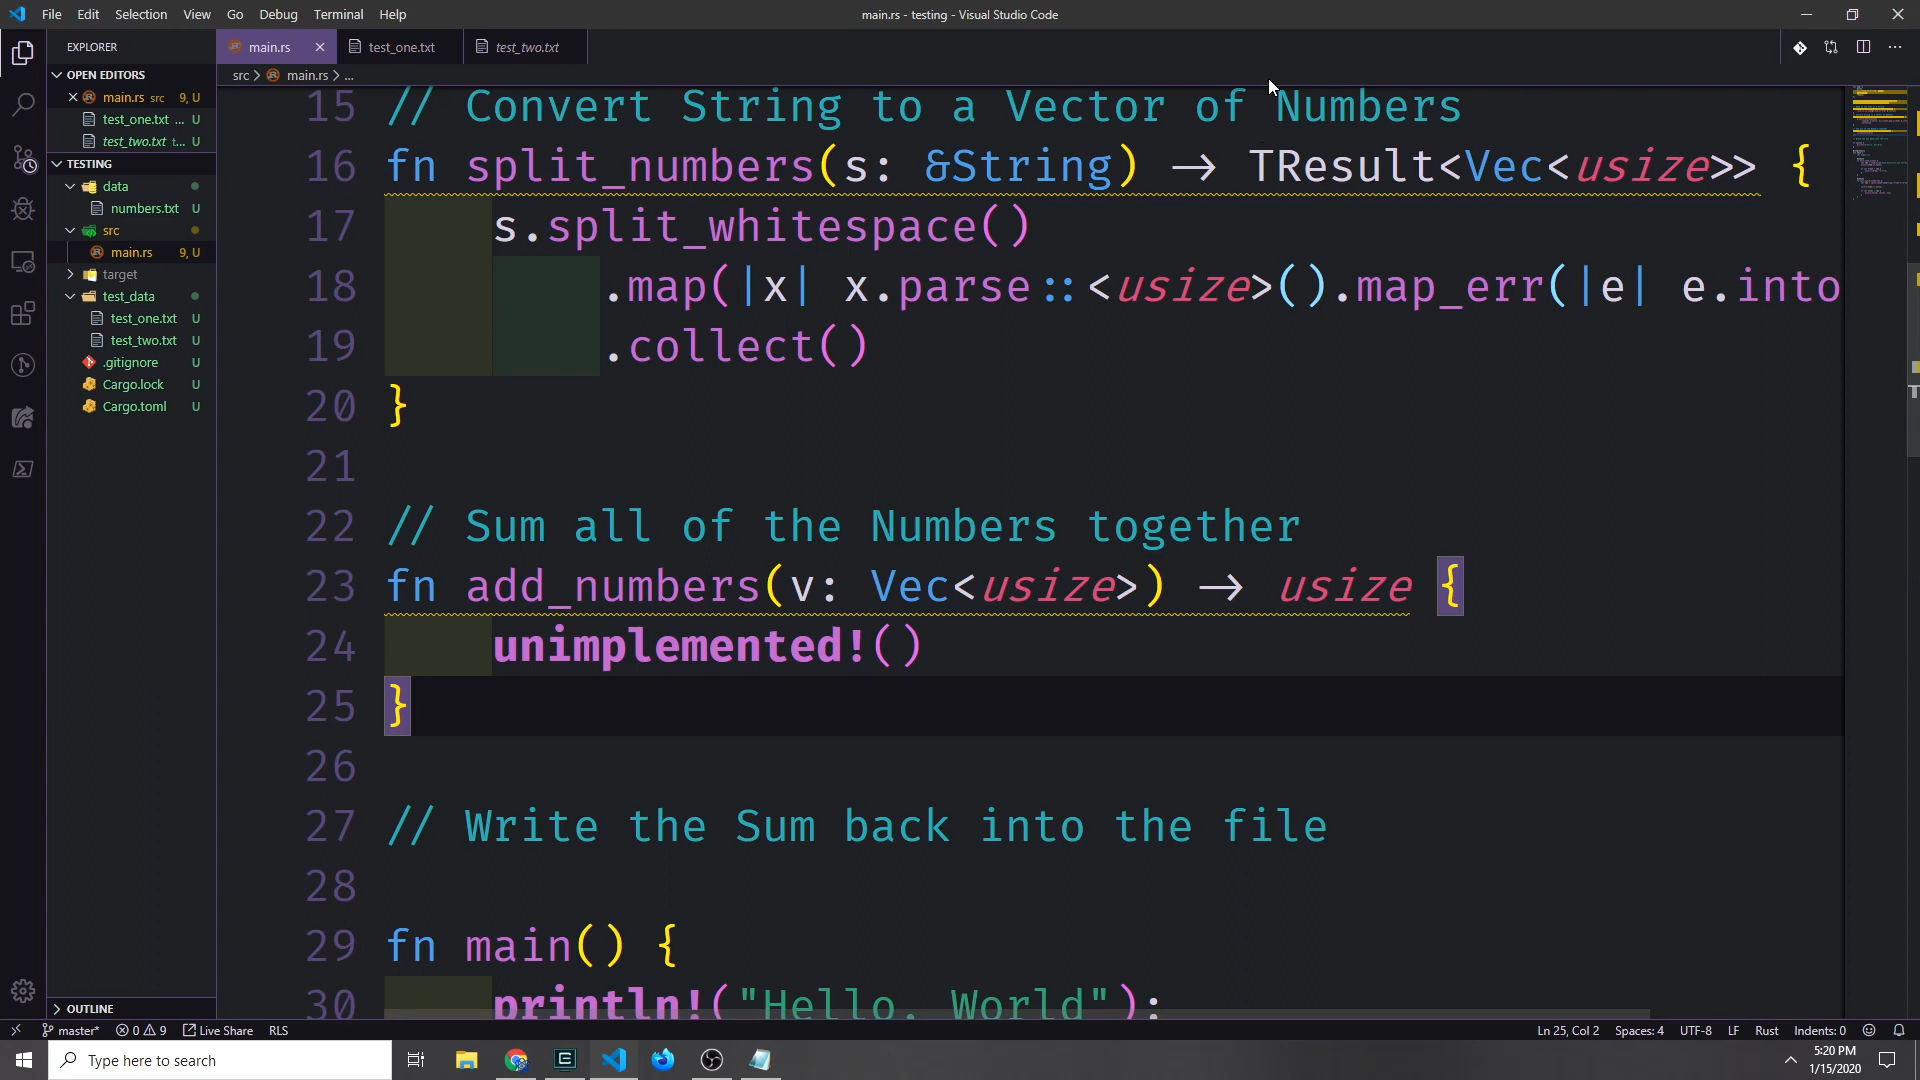 File Edit Selection View Go Debug Terminal Help
main.rs - testing - Visual Studio Code
EXPLORER
main.rs
test_one.txt
test_two.txt
OPEN EDITORS
src > main.rs > ...
main.rs src 9, U
test_one.txt ... U
test_two.txt t... U
TESTING
data
numbers.txt U
src
main.rs 9, U
target
test_data
test_one.txt U
test_two.txt U
.gitignore U
Cargo.lock U
Cargo.toml U
OUTLINE
15 // Convert String to a Vector of Numbers
16 fn split_numbers(s: &String) -> TResult<Vec<usize>> {
17 s.split_whitespace()
18 .map(|x| x.parse::<usize>().map_err(|e| e.into
19 .collect()
20 }
21
22 // Sum all of the Numbers together
23 fn add_numbers(v: Vec<usize>) -> usize {
24 unimplemented!()
25 }
26
27 // Write the Sum back into the file
28
29 fn main() {
30 println!("Hello, World");
master* 0 9 Live Share RLS
Ln 25, Col 2 Spaces: 4 UTF-8 LF Rust Indents: 0
Type here to search
5:20 PM
1/15/2020